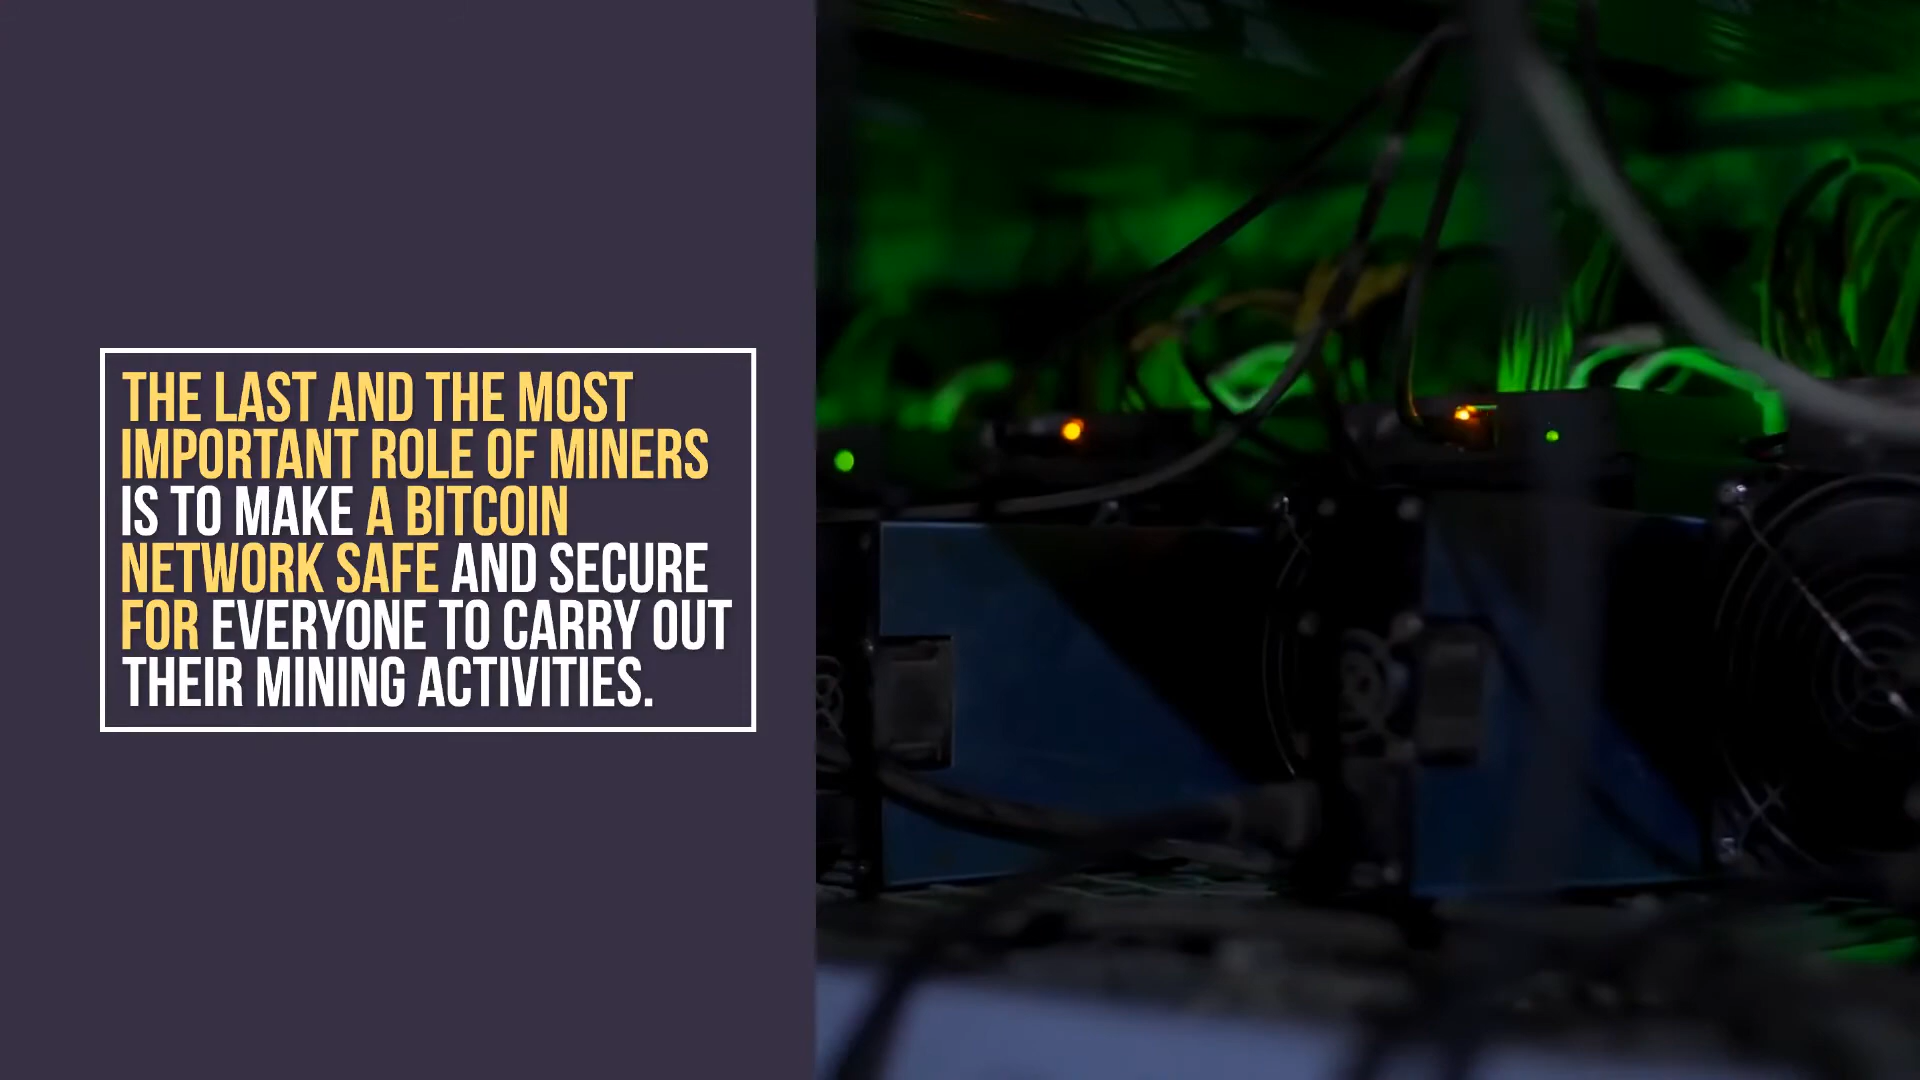 THE LAST AND THE MOST
IMPORTANT ROLE OF MINERS
IS TO MAKE A BITCOIN
NETWORK SAFE AND SECURE
FOR EVERYONE TO CARRY OUT
THEIR MINING ACTIVITIES.